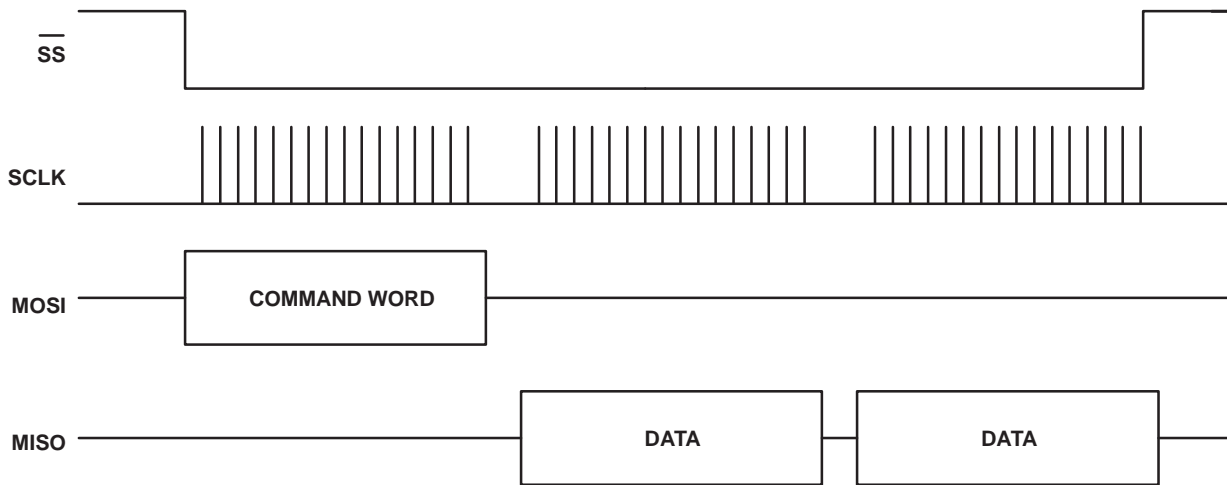 SS
SCLK
MOSI
COMMAND WORD
MISO
DATA
DATA